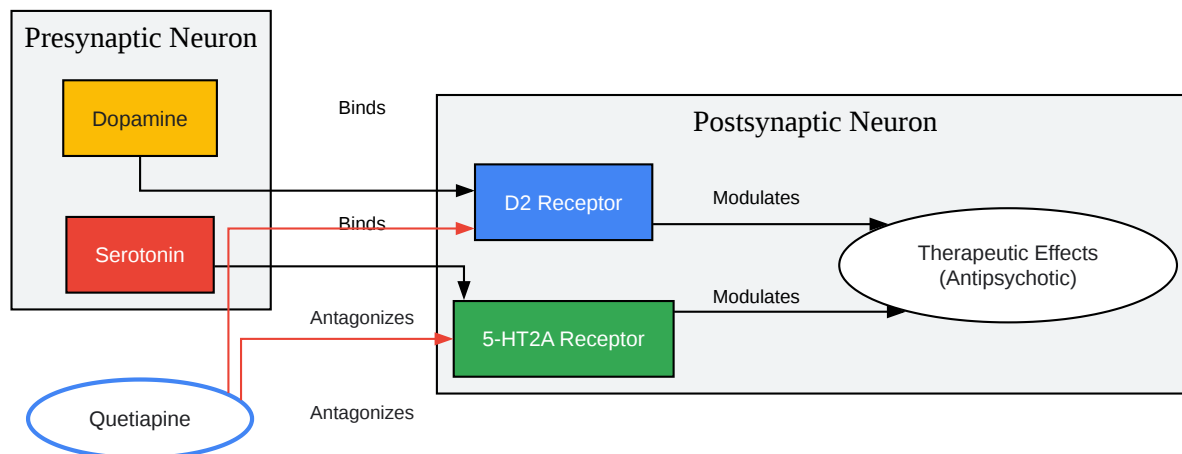 Presynaptic Neuron
Dopamine
Binds
Postsynaptic Neuron
D2 Receptor
Modulates
Binds
Serotonin
Therapeutic Effects
(Antipsychotic)
Modulates
Antagonizes
5-HT2A Receptor
Quetiapine
Antagonizes